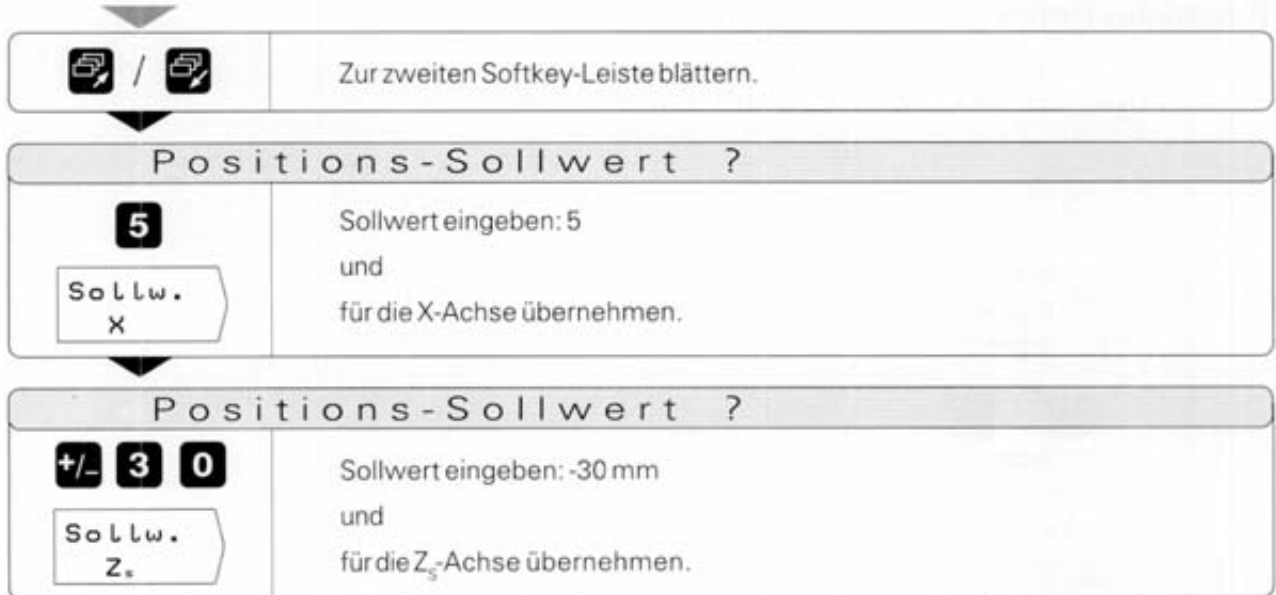 /
Zur zweiten Softkey-Leiste blättern.
Positions-Sollwert ?
5
Sollwert eingeben: 5
und
Sollw.
X
für die X-Achse übernehmen.
Positions-Sollwert ?
+/- 3 0
Sollwert eingeben: -30 mm
und
Sollw.
Zs
für die Zs-Achse übernehmen.